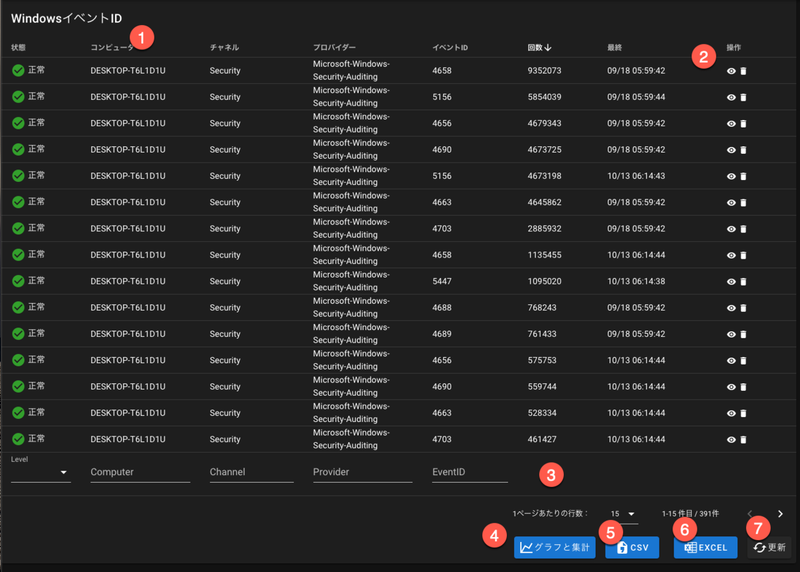 WindowsイベントID
1
状態 コンピュータ チャネル プロバイダー イベントID 回数 最終 操作
2
正常 DESKTOP-T6L1D1U Security Microsoft-Windows-Security-Auditing 4658 9352073 09/18 05:59:42
正常 DESKTOP-T6L1D1U Security Microsoft-Windows-Security-Auditing 5156 5854039 09/18 05:59:44
正常 DESKTOP-T6L1D1U Security Microsoft-Windows-Security-Auditing 4656 4679343 09/18 05:59:42
正常 DESKTOP-T6L1D1U Security Microsoft-Windows-Security-Auditing 4690 4673725 09/18 05:59:42
正常 DESKTOP-T6L1D1U Security Microsoft-Windows-Security-Auditing 5156 4673198 10/13 06:14:43
正常 DESKTOP-T6L1D1U Security Microsoft-Windows-Security-Auditing 4663 4645862 09/18 05:59:42
正常 DESKTOP-T6L1D1U Security Microsoft-Windows-Security-Auditing 4703 2885932 09/18 05:59:42
正常 DESKTOP-T6L1D1U Security Microsoft-Windows-Security-Auditing 4658 1135455 10/13 06:14:44
正常 DESKTOP-T6L1D1U Security Microsoft-Windows-Security-Auditing 5447 1095020 10/13 06:14:38
正常 DESKTOP-T6L1D1U Security Microsoft-Windows-Security-Auditing 4688 768243 09/18 05:59:42
正常 DESKTOP-T6L1D1U Security Microsoft-Windows-Security-Auditing 4689 761433 09/18 05:59:42
正常 DESKTOP-T6L1D1U Security Microsoft-Windows-Security-Auditing 4656 575753 10/13 06:14:44
正常 DESKTOP-T6L1D1U Security Microsoft-Windows-Security-Auditing 4690 559744 10/13 06:14:44
正常 DESKTOP-T6L1D1U Security Microsoft-Windows-Security-Auditing 4663 528334 10/13 06:14:44
正常 DESKTOP-T6L1D1U Security Microsoft-Windows-Security-Auditing 4703 461427 10/13 06:14:44
Level Computer Channel Provider EventID
3
1ページあたりの行数： 15 1-15 件目 / 391件
4 5 6 7
グラフと集計 CSV EXCEL 更新